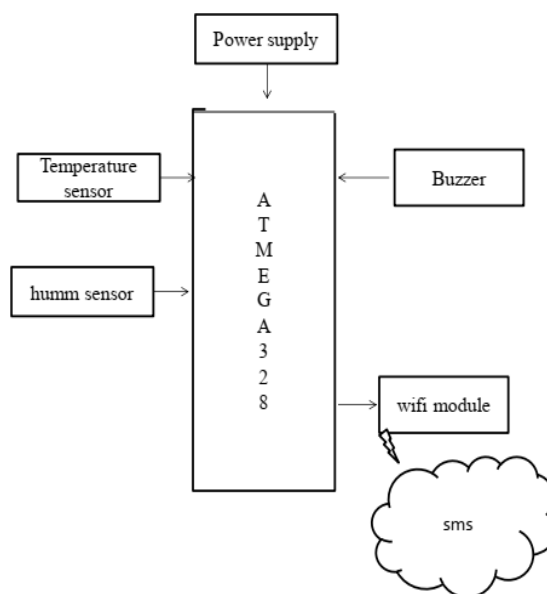 Power supply
Temperature
sensor
Buzzer
A
T
M
E
G
A
3
2
8
humm sensor
wifi module
sms